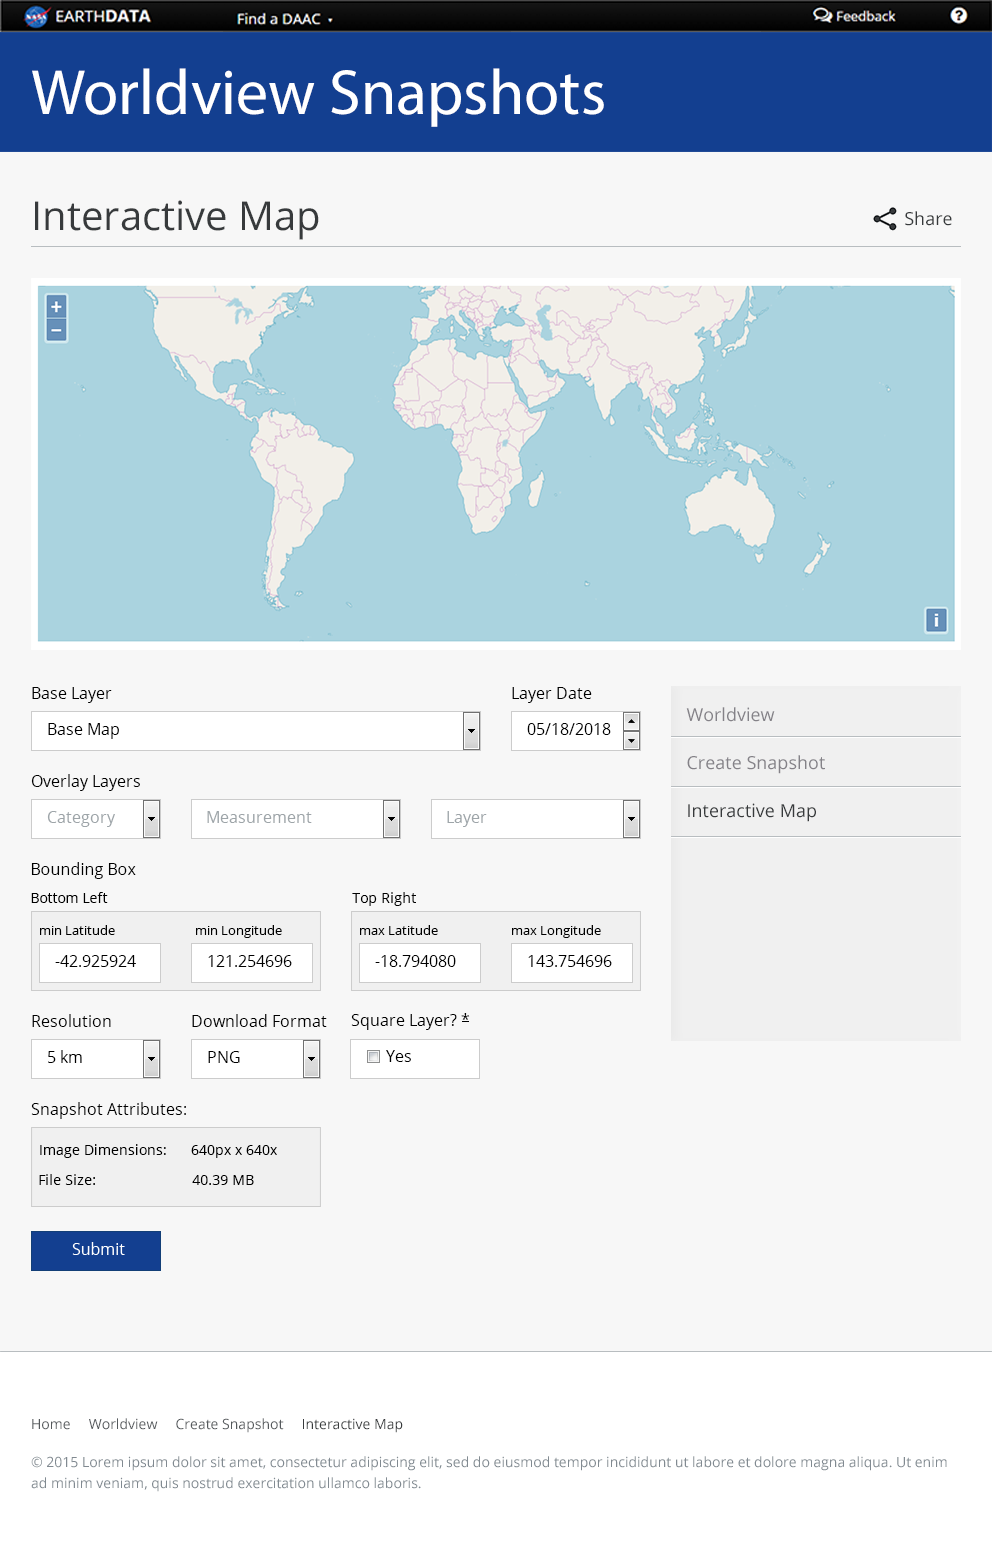 EARTHDATA
Find a DAAC
Feedback
?
Worldview Snapshots
Interactive Map
Share
+
−
i
Base Layer
Layer Date
Base Map
05/18/2018
Worldview
Create Snapshot
Interactive Map
Overlay Layers
Category
Measurement
Layer
Bounding Box
Bottom Left
Top Right
min Latitude
min Longitude
max Latitude
max Longitude
-42.925924
121.254696
-18.794080
143.754696
Resolution
Download Format
Square Layer? *
5 km
PNG
Yes
Snapshot Attributes:
Image Dimensions: 640px x 640x
File Size: 40.39 MB
Submit
Home Worldview Create Snapshot Interactive Map
© 2015 Lorem ipsum dolor sit amet, consectetur adipiscing elit, sed do eiusmod tempor incididunt ut labore et dolore magna aliqua. Ut enim
ad minim veniam, quis nostrud exercitation ullamco laboris.